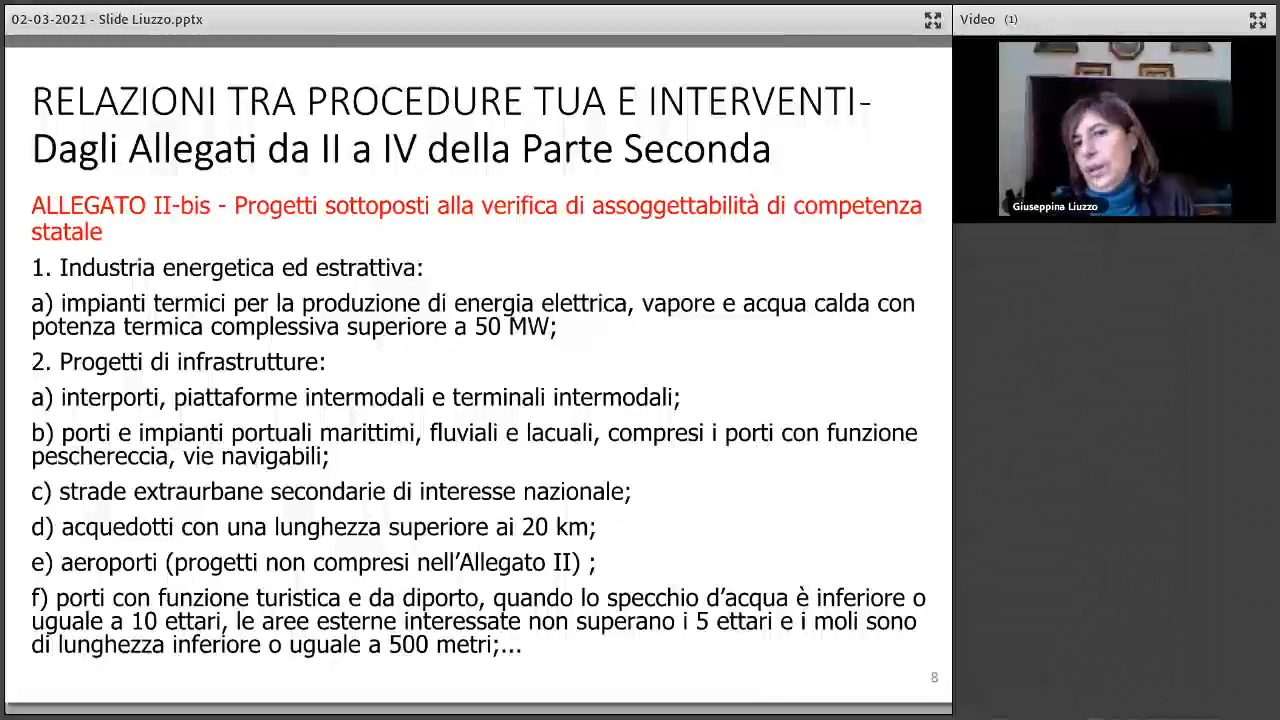 02-03-2021 - Slide Liuzzo.pptx
Video (1)
RELAZIONI TRA PROCEDURE TUA E INTERVENTI-
Dagli Allegati da II a IV della Parte Seconda
Giuseppina Liuzzo
ALLEGATO II-bis - Progetti sottoposti alla verifica di assoggettabilità di competenza
statale
1. Industria energetica ed estrattiva:
a) impianti termici per la produzione di energia elettrica, vapore e acqua calda con
potenza termica complessiva superiore a 50 MW;
2. Progetti di infrastrutture:
a) interporti, piattaforme intermodali e terminali intermodali;
b) porti e impianti portuali marittimi, fluviali e lacuali, compresi i porti con funzione
peschereccia, vie navigabili;
c) strade extraurbane secondarie di interesse nazionale;
d) acquedotti con una lunghezza superiore ai 20 km;
e) aeroporti (progetti non compresi nell'Allegato II) ;
f) porti con funzione turistica e da diporto, quando lo specchio d'acqua è inferiore o
uguale a 10 ettari, le aree esterne interessate non superano i 5 ettari e i moli sono
di lunghezza inferiore o uguale a 500 metri;...
8